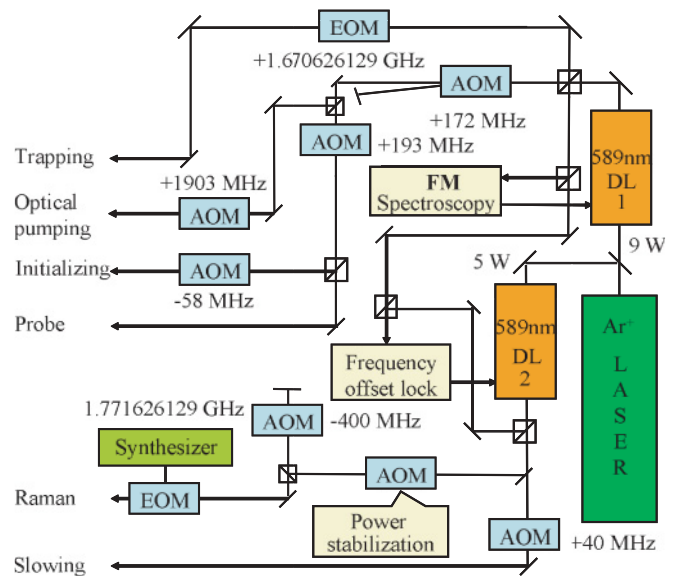 EOM
+1.670626129 GHz
AOM
+172 MHz
AOM
+193 MHz
589nm
DL
1
Trapping
FM
Spectroscopy
+1903 MHz
Optical
pumping
AOM
9 W
5 W
Initializing
AOM
-58 MHz
Probe
589nm
DL
2
Ar+
LASER
Frequency
offset lock
1.771626129 GHz
AOM
-400 MHz
Synthesizer
AOM
Raman
EOM
Power
stabilization
AOM
+40 MHz
Slowing